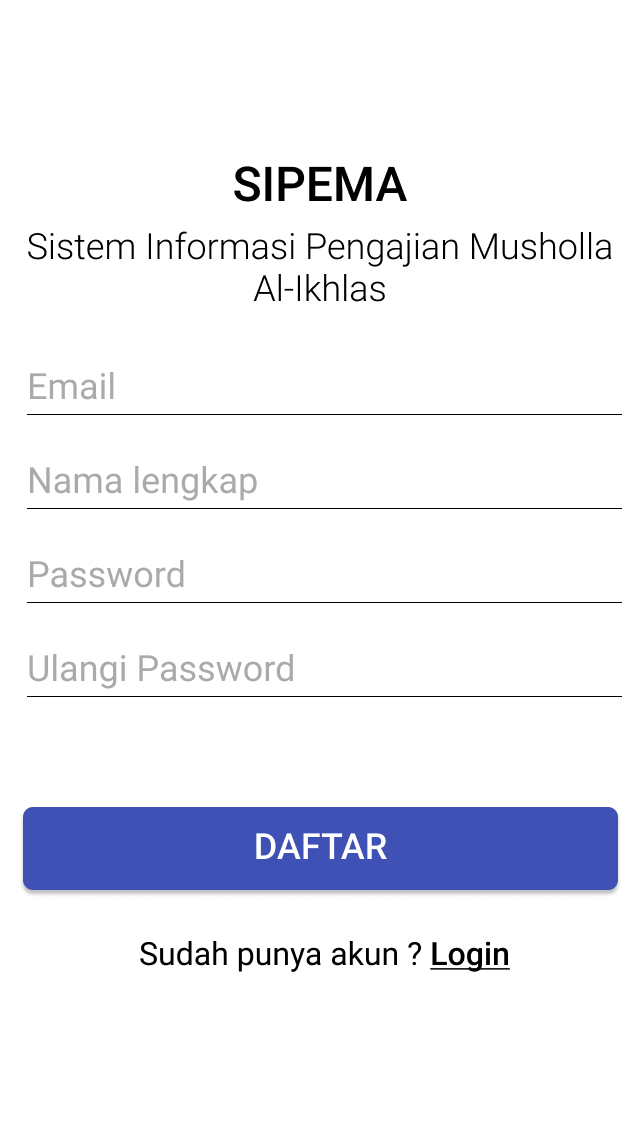 SIPEMA
Sistem Informasi Pengajian Musholla
Al-Ikhlas
Email
Nama lengkap
Password
Ulangi Password
DAFTAR
Sudah punya akun ? Login